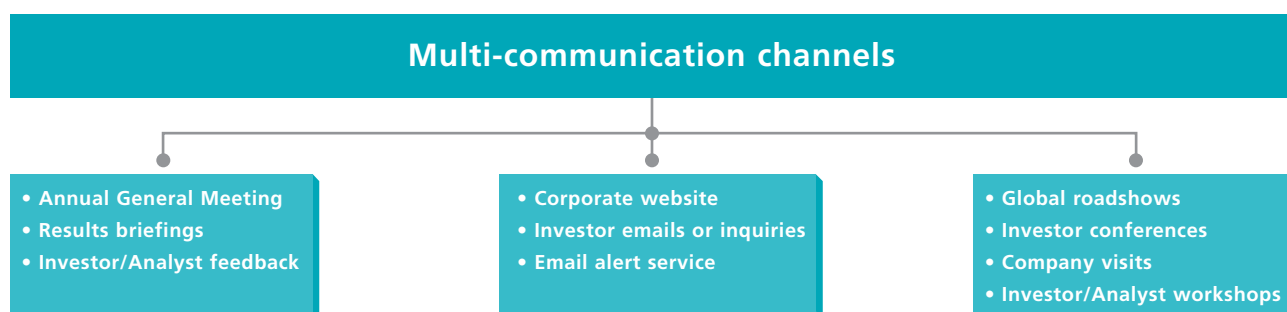 Multi-communication channels
• Annual General Meeting
• Results briefings
• Investor/Analyst feedback
• Corporate website
• Investor emails or inquiries
• Email alert service
• Global roadshows
• Investor conferences
• Company visits
• Investor/Analyst workshops